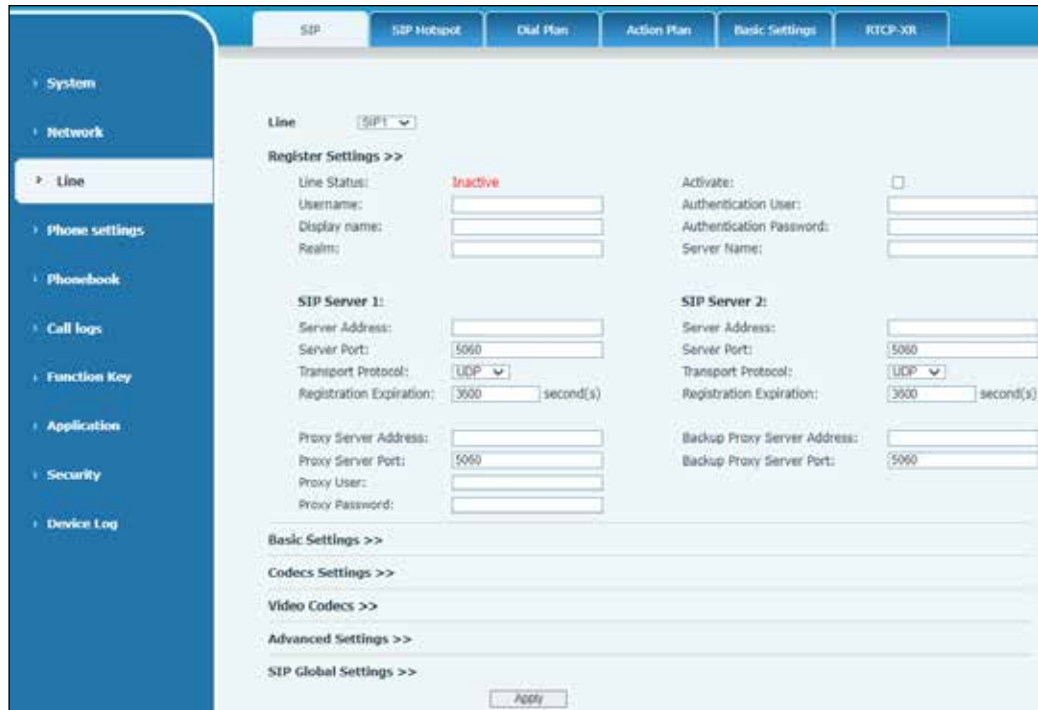 SIP SIP Hotspot Dial Plan Action Plan Basic Settings RTCP-XR
System
Network
Line
Phone settings
Phonebook
Call logs
Function Key
Application
Security
Device Log
Line SIP1
Register Settings >>
Line Status: Inactive Activate:
Username: Authentication User:
Display name: Authentication Password:
Realm: Server Name:
SIP Server 1: SIP Server 2:
Server Address: Server Address:
Server Port: 5060 Server Port: 5060
Transport Protocol: UDP Transport Protocol: UDP
Registration Expiration: 3600 second(s) Registration Expiration: 3600 second(s)
Proxy Server Address: Backup Proxy Server Address:
Proxy Server Port: 5060 Backup Proxy Server Port: 5060
Proxy User:
Proxy Password:
Basic Settings >>
Codecs Settings >>
Video Codecs >>
Advanced Settings >>
SIP Global Settings >>
Apply